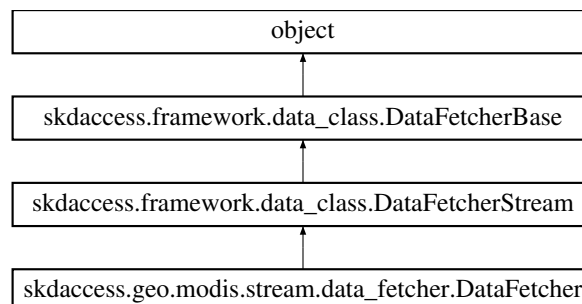 object
skdaccess.framework.data_class.DataFetcherBase
skdaccess.framework.data_class.DataFetcherStream
skdaccess.geo.modis.stream.data_fetcher.DataFetcher